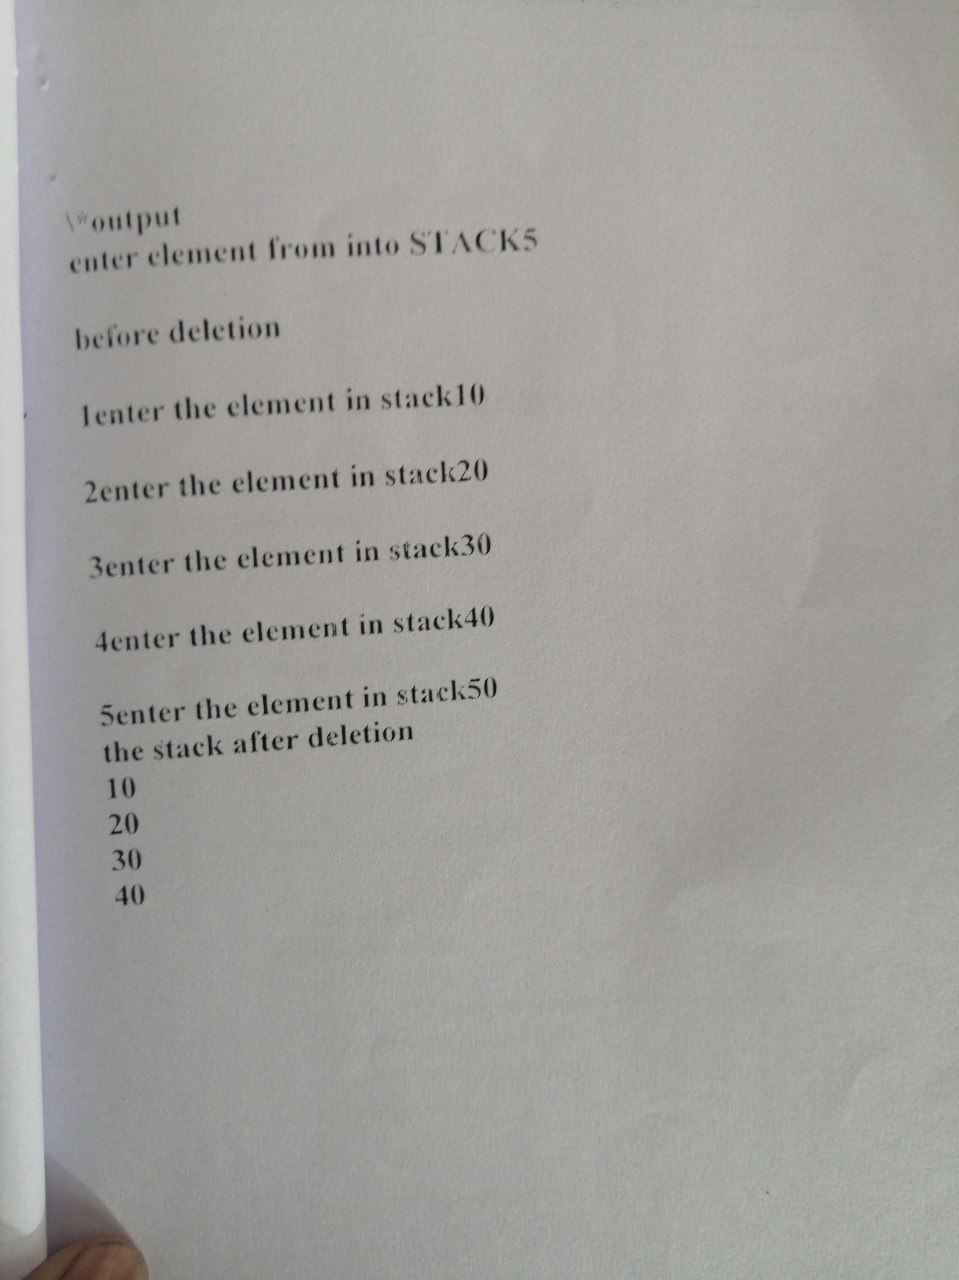 \*output
enter element from into STACK5
before deletion
1enter the element in stack10
2enter the element in stack20
3enter the element in stack30
4enter the element in stack40
5enter the element in stack50
the stack after deletion
10
20
30
40